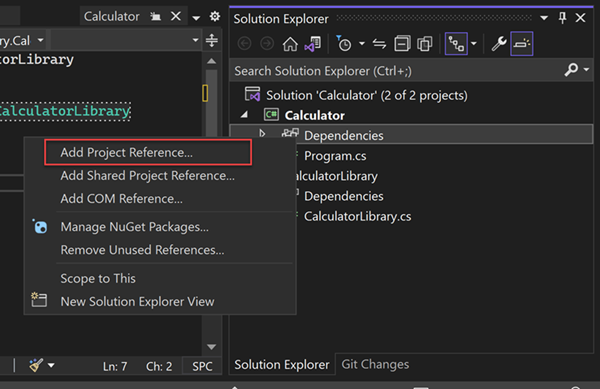 Calculator
Solution Explorer
ry.Cal
Search Solution Explorer (Ctrl+;)
torLibrary
Solution 'Calculator' (2 of 2 projects)
Calculator
CalculatorLibrary
Dependencies
Program.cs
alculatorLibrary
Dependencies
CalculatorLibrary.cs
Add Project Reference...
Add Shared Project Reference...
Add COM Reference...
Manage NuGet Packages...
Remove Unused References...
Scope to This
New Solution Explorer View
Ln: 7 Ch: 2 SPC
Solution Explorer Git Changes